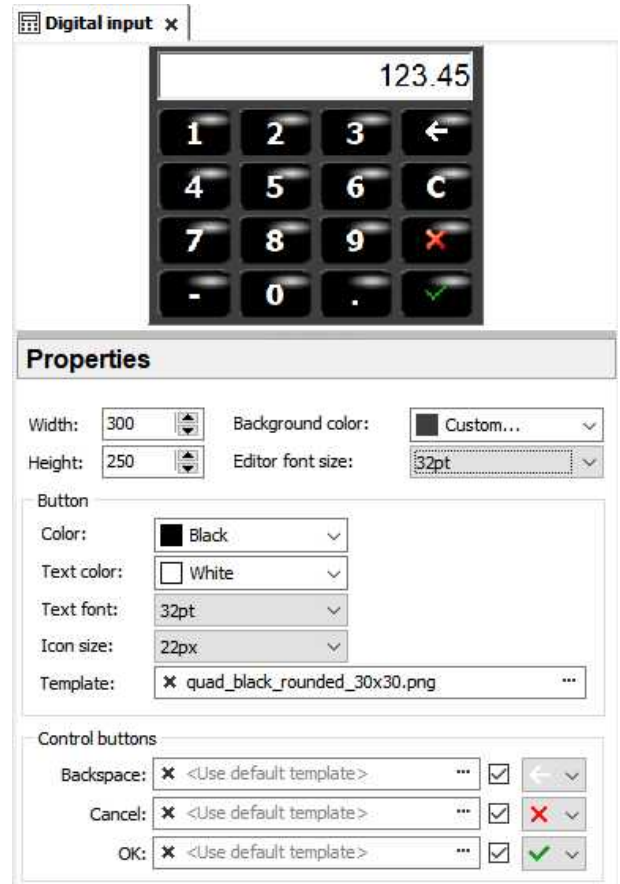 Digital input x
123.45
1 2 3
4 5 6 C
7 8 9
- 0 .
Properties
Width: 300 Background color: Custom...
Height: 250 Editor font size: 32pt
Button
Color: Black
Text color: White
Text font: 32pt
Icon size: 22px
Template: quad_black_rounded_30x30.png ...
Control buttons
Backspace: <Use default template> ...
Cancel: <Use default template> ...
OK: <Use default template> ...